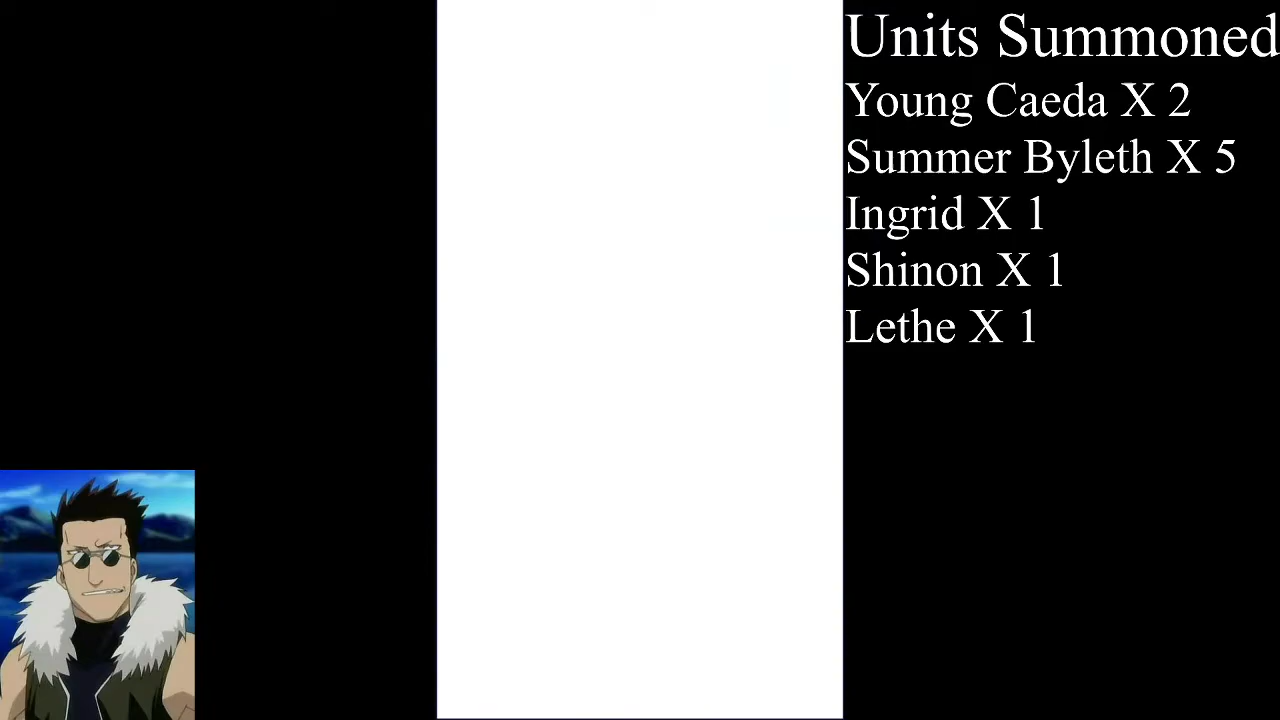 Units Summoned
Young Caeda X 2
Summer Byleth X 5
Ingrid X 1
Shinon X 1
Lethe X 1